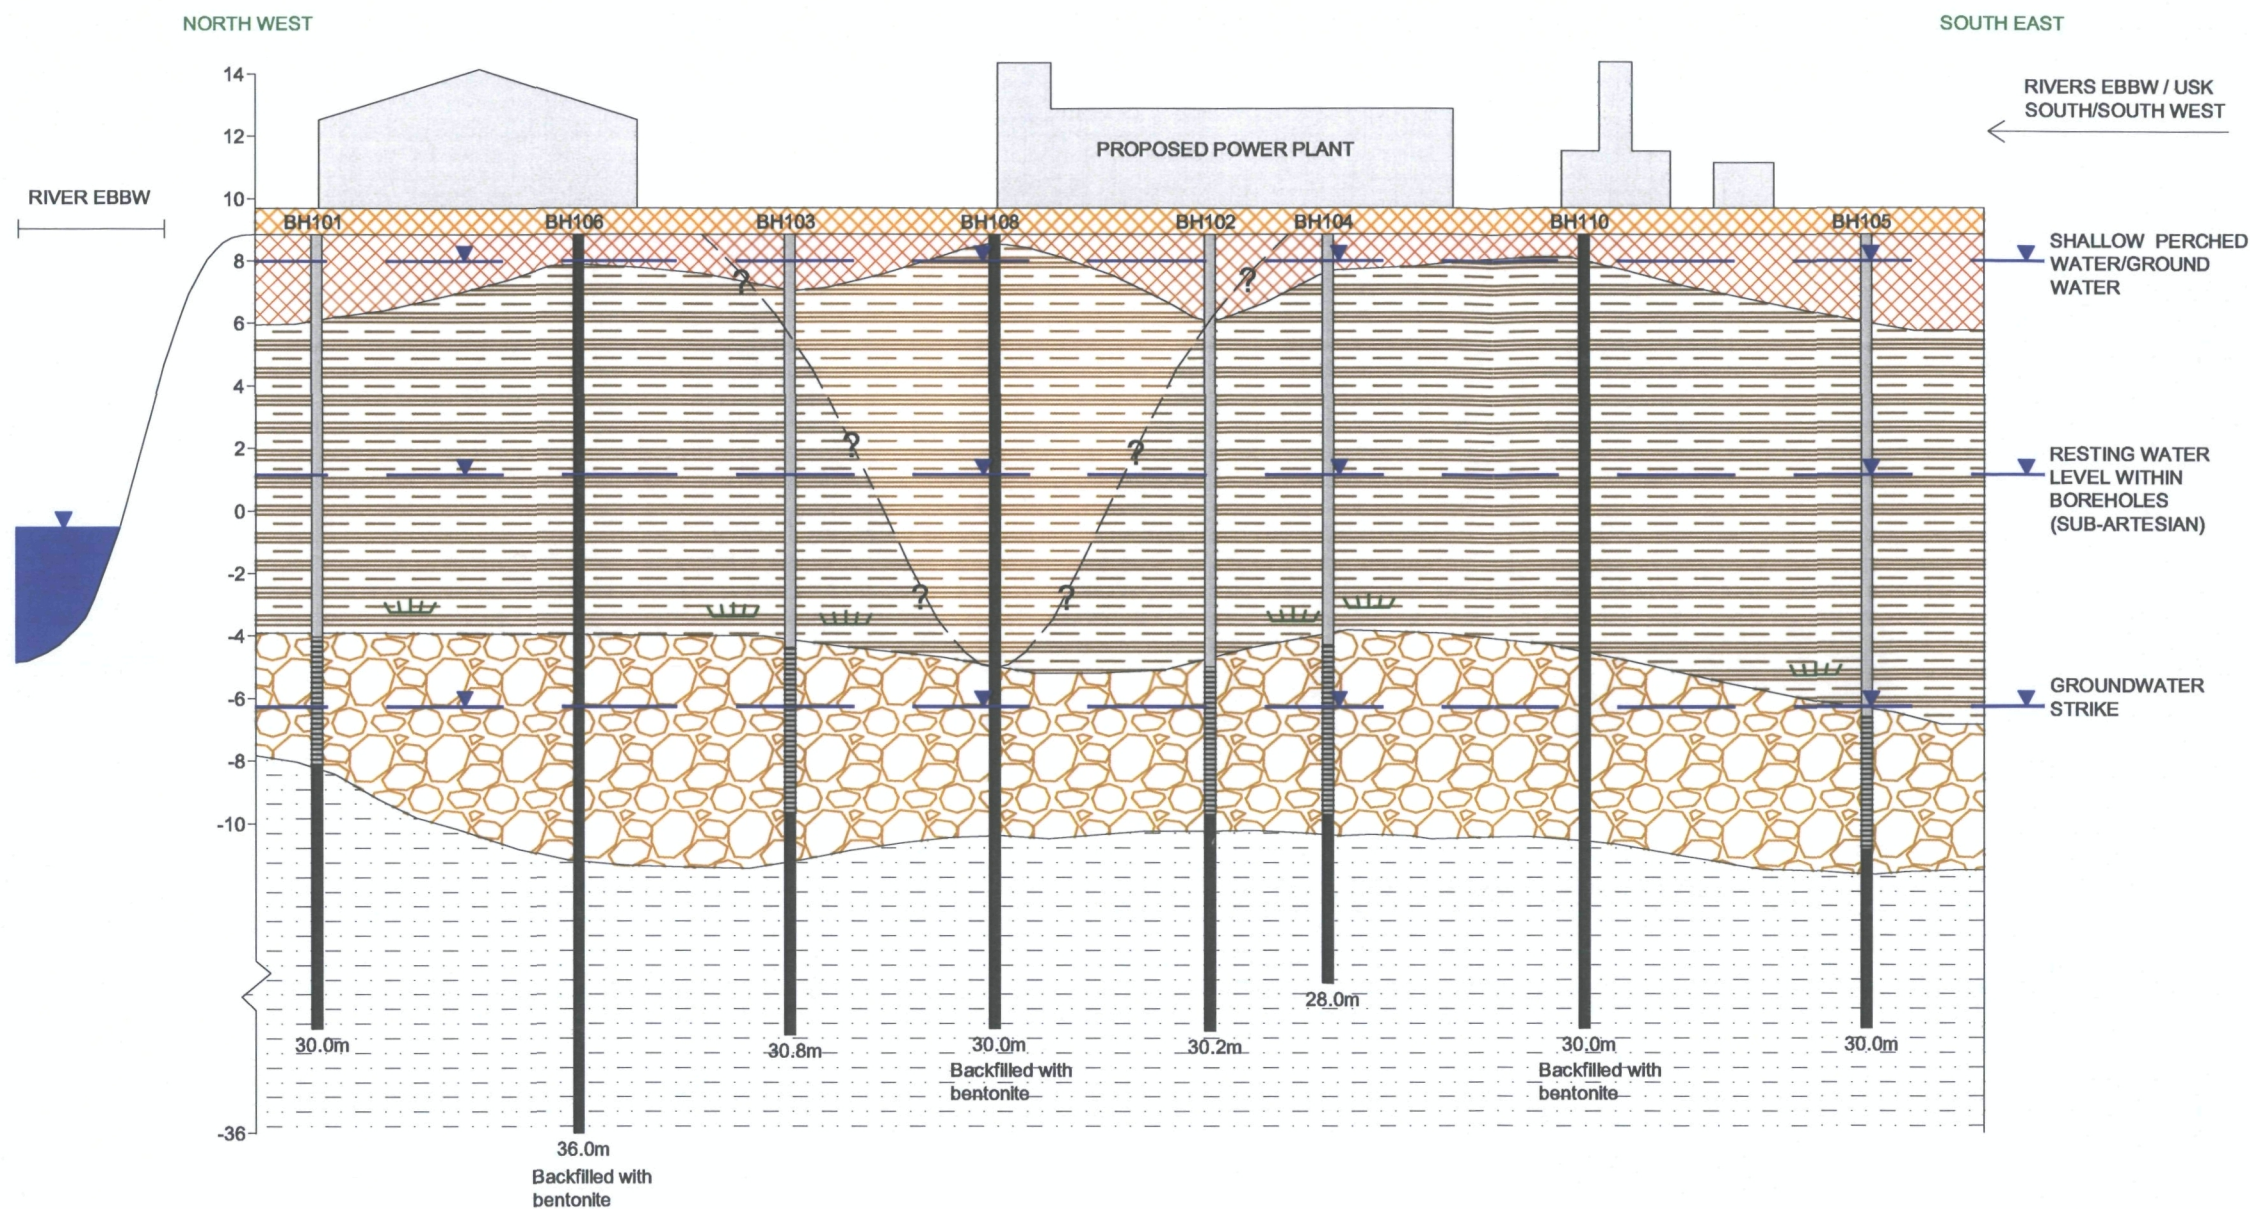 NORTH WEST
SOUTH EAST
14
12
10
8
6
4
2
0
-2
-4
-6
-8
-10
-36
RIVERS EBBW / USK
SOUTH/SOUTH WEST
PROPOSED POWER PLANT
RIVER EBBW
BH101
BH106
BH103
BH108
BH102
BH104
BH110
BH105
SHALLOW PERCHED
WATER/GROUND
WATER
?
?
?
?
?
?
RESTING WATER
LEVEL WITHIN
BOREHOLES
(SUB-ARTESIAN)
GROUNDWATER
STRIKE
30.0m
36.0m
Backfilled with
bentonite
30.8m
30.0m
Backfilled with
bentonite
30.2m
28.0m
30.0m
Backfilled with
bentonite
30.0m